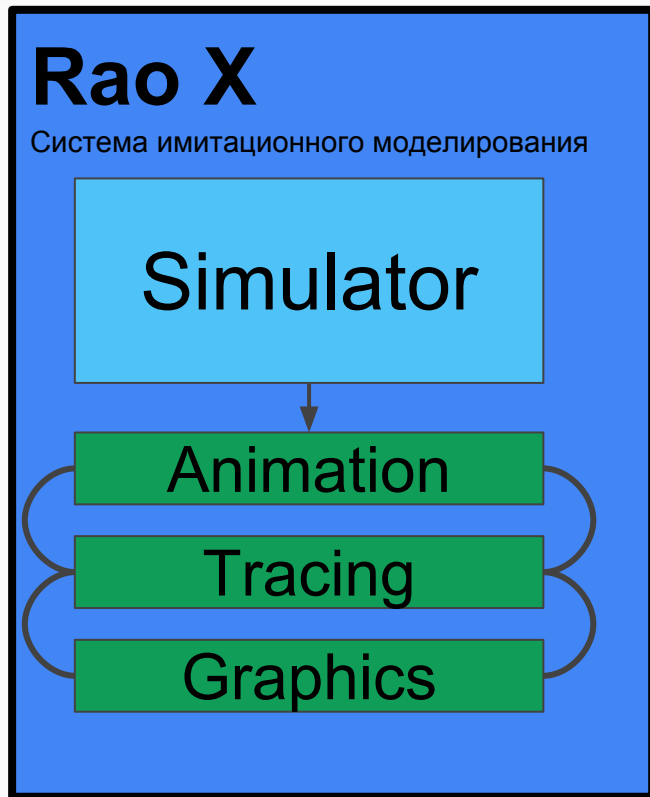 Rao X
Система имитационного моделирования
Simulator
Animation
Tracing
Graphics